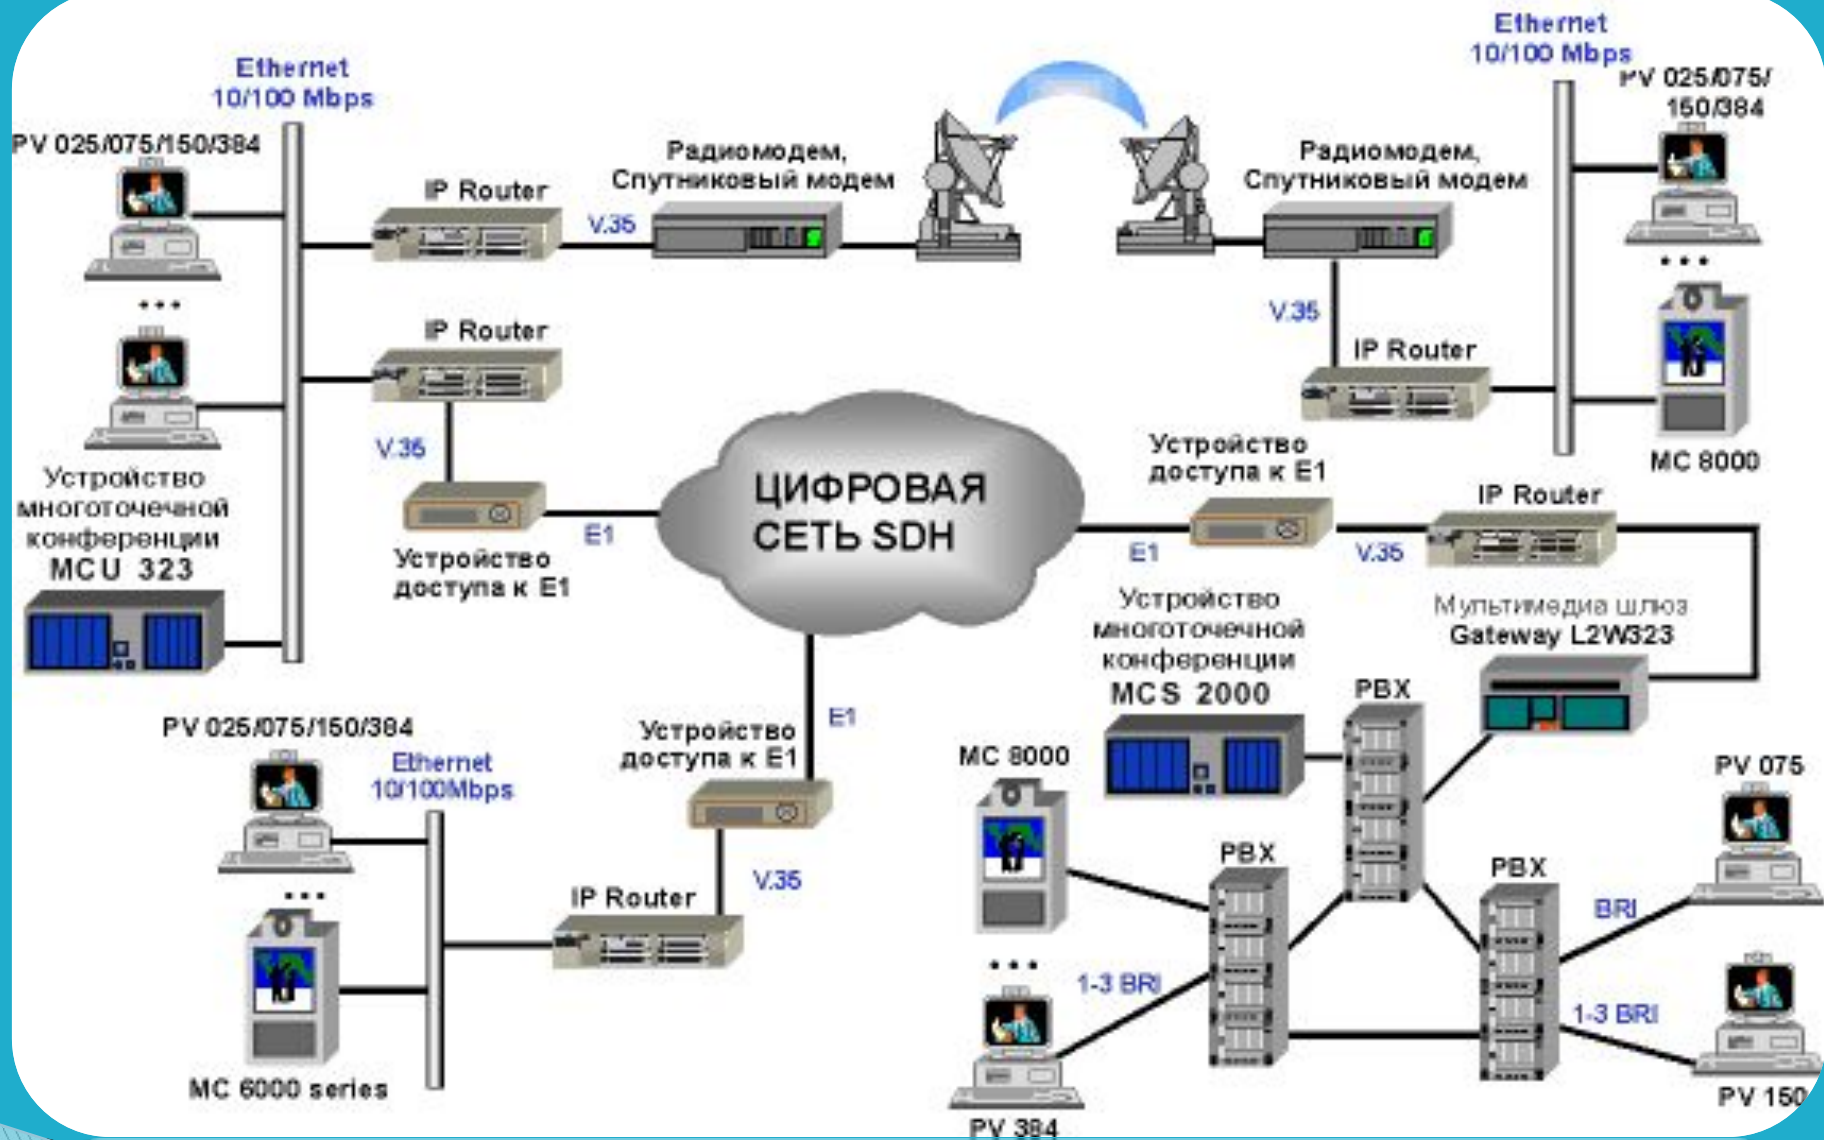 Ethernet
10/100 Mbps
PV 025/075/150/384
IP Router
V.35
Радиомодем,
Спутниковый модем
Радиомодем,
Спутниковый модем
Ethernet
10/100 Mbps
PV 025/075/
150/384
...
IP Router
V.35
V.35
IP Router
...
MC 8000
Устройство
многоточечной
конференции
MCU 323
Устройство
доступа к E1
E1
ЦИФРОВАЯ
СЕТЬ SDH
Устройство
доступа к E1
E1
V.35
IP Router
Мультимедиа шлюз
Gateway L2W323
Устройство
многоточечной
конференции
MCS 2000
PBX
PV 025/075/150/384
Ethernet
10/100Mbps
Устройство
доступа к E1
E1
V.35
IP Router
...
MC 6000 series
MC 8000
PBX
...
1-3 BRI
PV 384
PBX
BRI
PV 075
1-3 BRI
PV 150